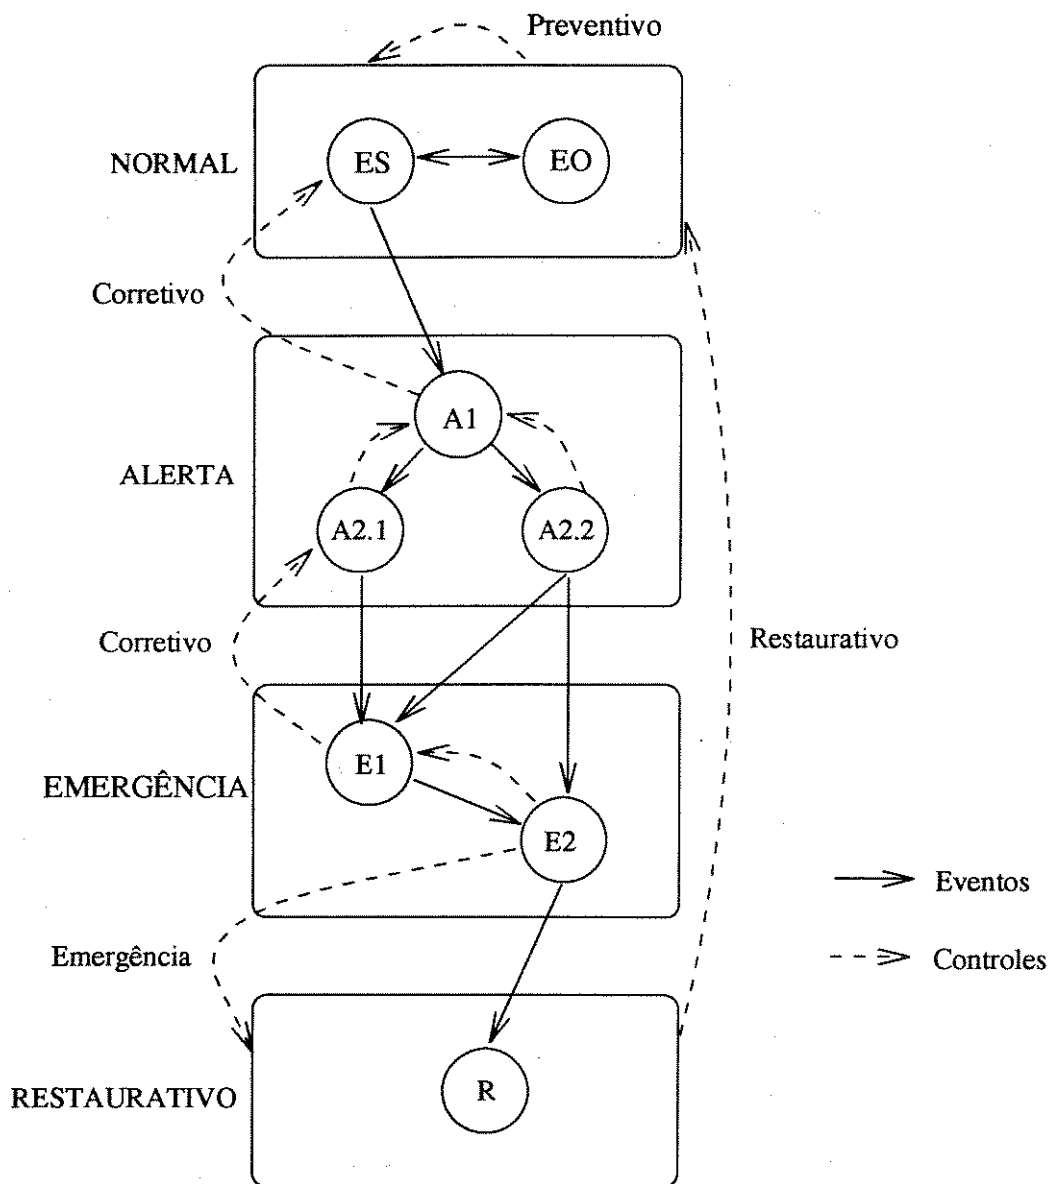 Preventivo
NORMAL
ES
EO
Corretivo
A1
ALERTA
A2.1
A2.2
Corretivo
Restaurativo
E1
EMERGÊNCIA
E2
Eventos
Emergência
Controles
R
RESTAURATIVO